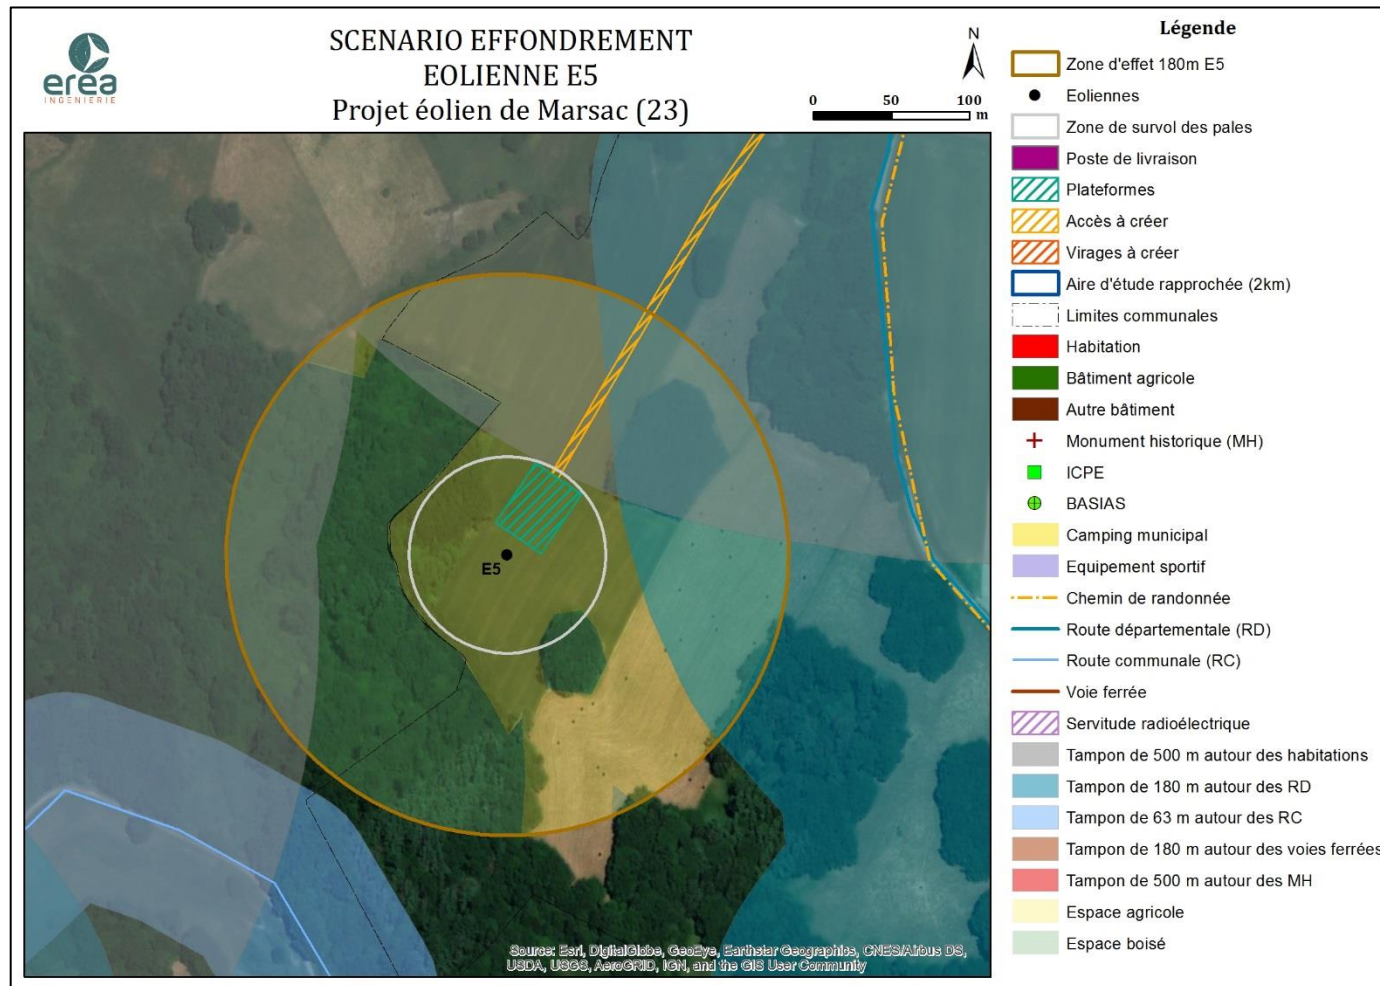 erea
INGENIERIE
SCENARIO EFFONDREMENT
EOLIENNE E5
Projet éolien de Marsac (23)
N
0 50 100
m
E5
Source: Esri, DigitalGlobe, GeoEye, Earthstar Geographics, CNES/Airbus DS,
USDA, USGS, AeroGRID, IGN, and the GIS User Community
Légende
Zone d'effet 180m E5
Eoliennes
Zone de survol des pales
Poste de livraison
Plateformes
Accès à créer
Virages à créer
Aire d'étude rapprochée (2km)
Limites communales
Habitation
Bâtiment agricole
Autre bâtiment
Monument historique (MH)
ICPE
BASIAS
Camping municipal
Equipement sportif
Chemin de randonnée
Route départementale (RD)
Route communale (RC)
Voie ferrée
Servitude radioélectrique
Tampon de 500 m autour des habitations
Tampon de 180 m autour des RD
Tampon de 63 m autour des RC
Tampon de 180 m autour des voies ferrées
Tampon de 500 m autour des MH
Espace agricole
Espace boisé